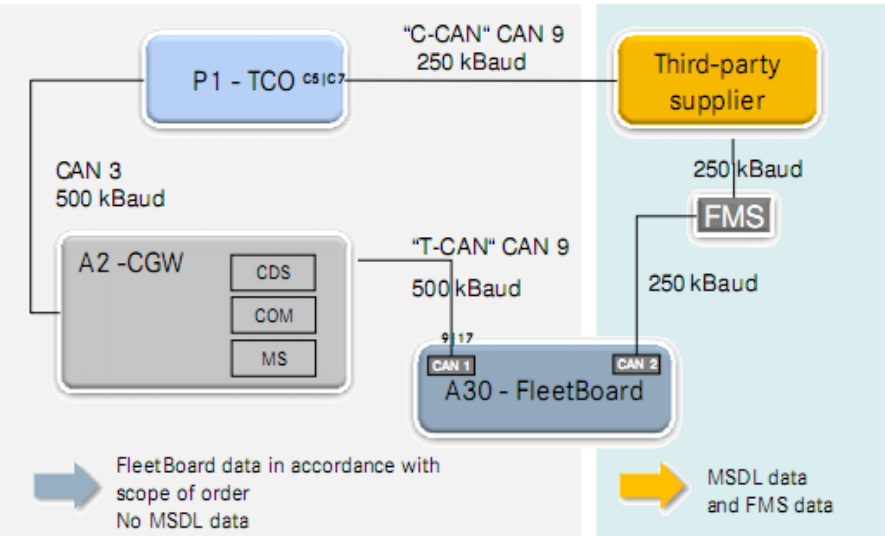 "C-CAN" CAN 9
250 kBaud
P1 - TCO C5|C7
Third-party
supplier
CAN 3
500 kBaud
250 kBaud
FMS
A2 -CGW
CDS
COM
MS
"T-CAN" CAN 9
500 kBaud
250 kBaud
9|17
CAN 1
CAN 2
A30 - FleetBoard
FleetBoard data in accordance with
scope of order
No MSDL data
MSDL data
and FMS data